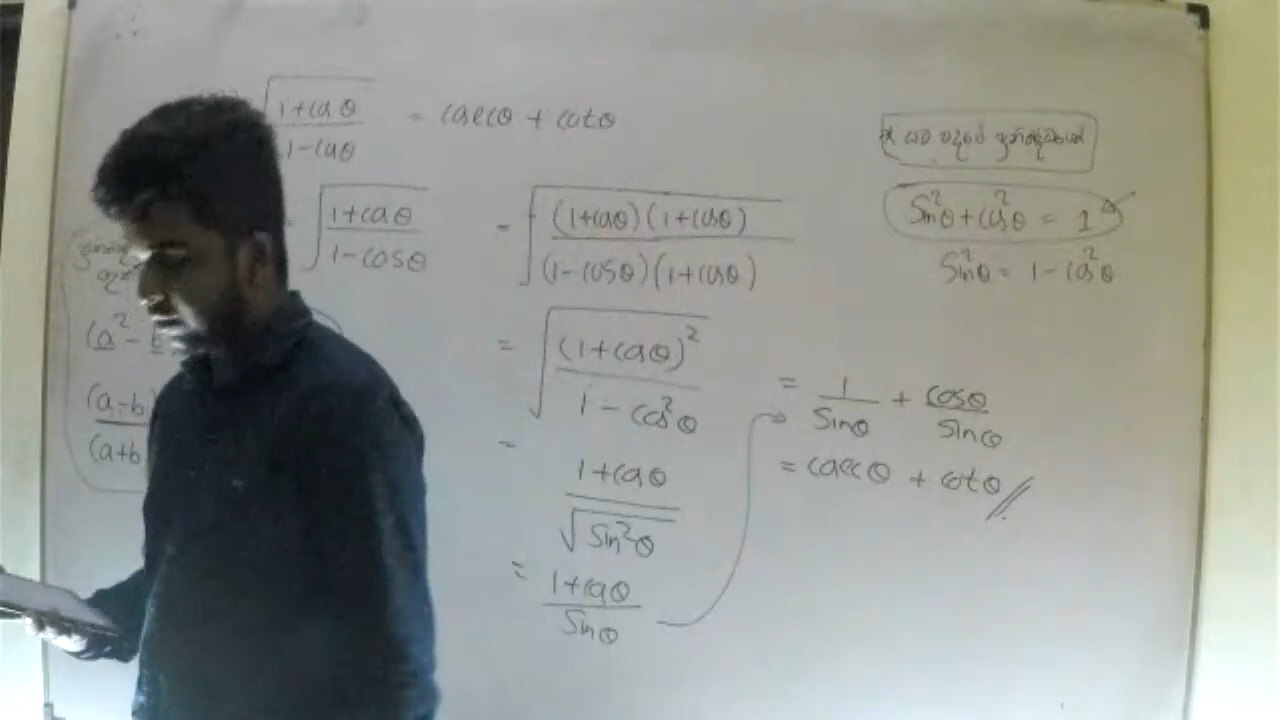 √(1+cosθ / 1-cosθ) = cosecθ + cotθ
√(1+cosθ / 1-cosθ) = √((1+cosθ)(1+cosθ) / (1-cosθ)(1+cosθ))
= √((1+cosθ)² / 1-cos²θ)
= 1+cosθ / √Sin²θ
= 1+cosθ / Sinθ
= 1/Sinθ + cosθ/sinθ
= cosecθ + cotθ //
Sin²θ+cos²θ = 1
Sin²θ = 1-cos²θ
(a²-
(a-b
(a+b